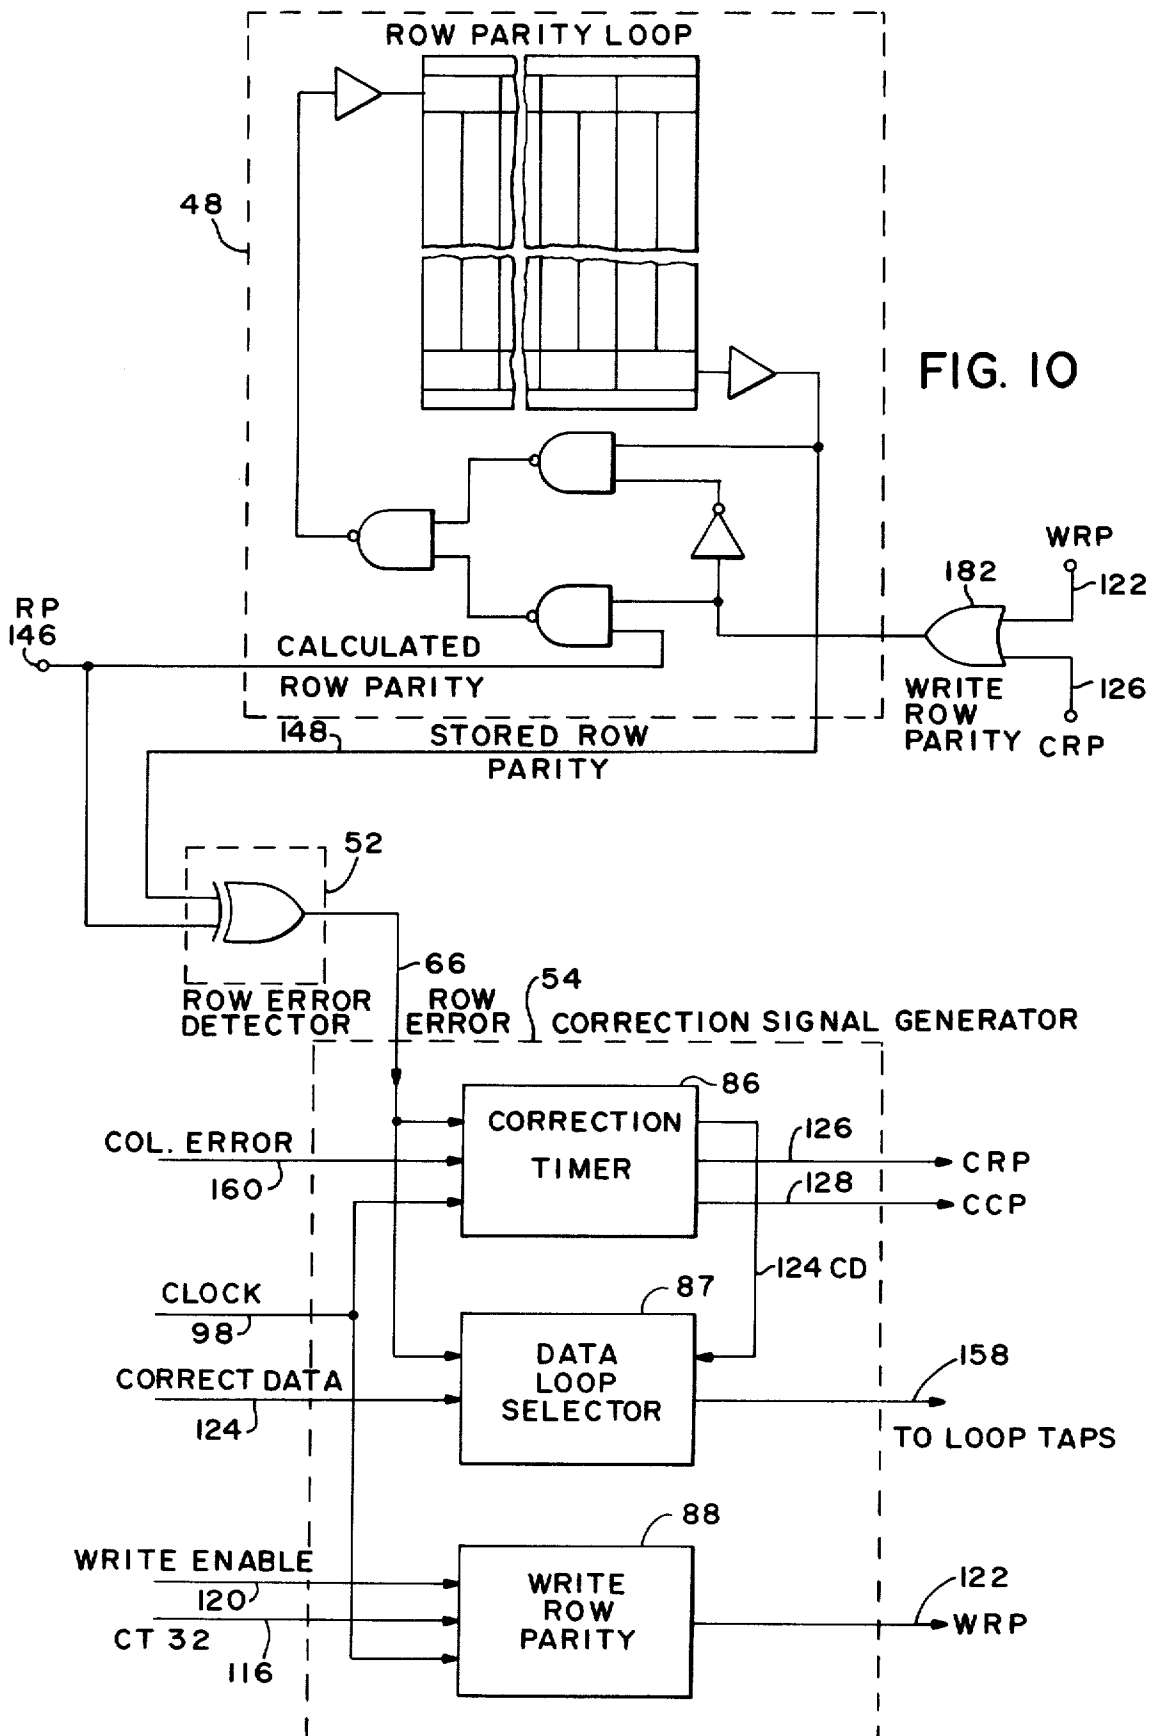 ROW PARITY LOOP
48
FIG. 10
WRP
182
122
RP
146
CALCULATED
ROW PARITY
126
WRITE
ROW
PARITY
CRP
148
STORED ROW
PARITY
52
66
54
ROW ERROR
DETECTOR
ROW
ERROR
CORRECTION SIGNAL GENERATOR
86
CORRECTION
TIMER
COL. ERROR
160
126
CRP
128
CCP
124 CD
CLOCK
98
87
DATA
LOOP
SELECTOR
CORRECT DATA
124
158
TO LOOP TAPS
88
WRITE ENABLE
120
WRITE
ROW
PARITY
122
WRP
CT 32
116